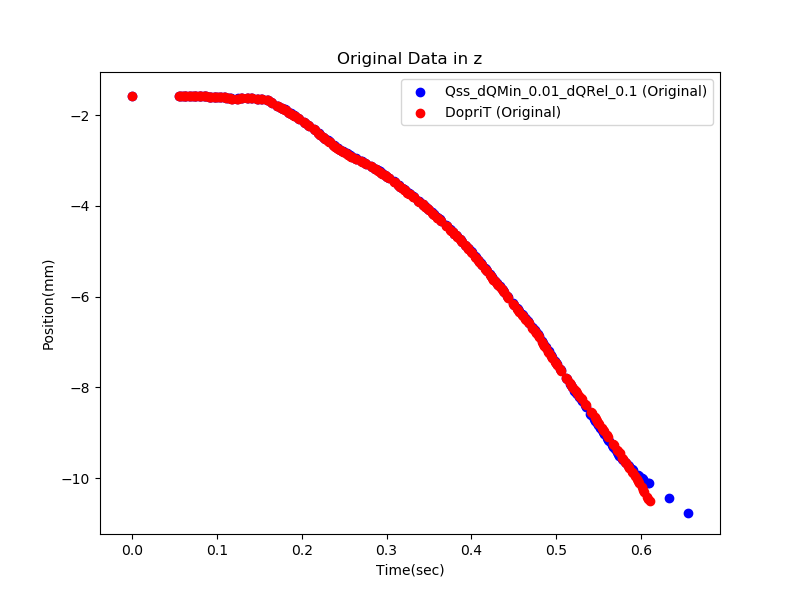 Original Data in z
Qss_dQMin_0.01_dQRel_0.1 (Original)
DopriT (Original)
Position(mm)
−2
−4
−6
−8
−10
0.0 0.1 0.2 0.3 0.4 0.5 0.6
Time(sec)